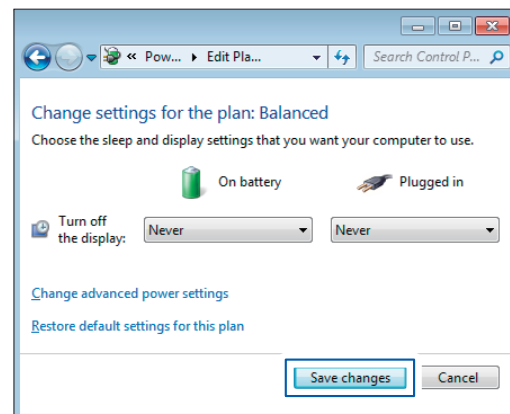 « Pow... Edit Pla... Search Control P...
Change settings for the plan: Balanced
Choose the sleep and display settings that you want your computer to use.
On battery Plugged in
Turn off
the display: Never Never
Change advanced power settings
Restore default settings for this plan
Save changes Cancel